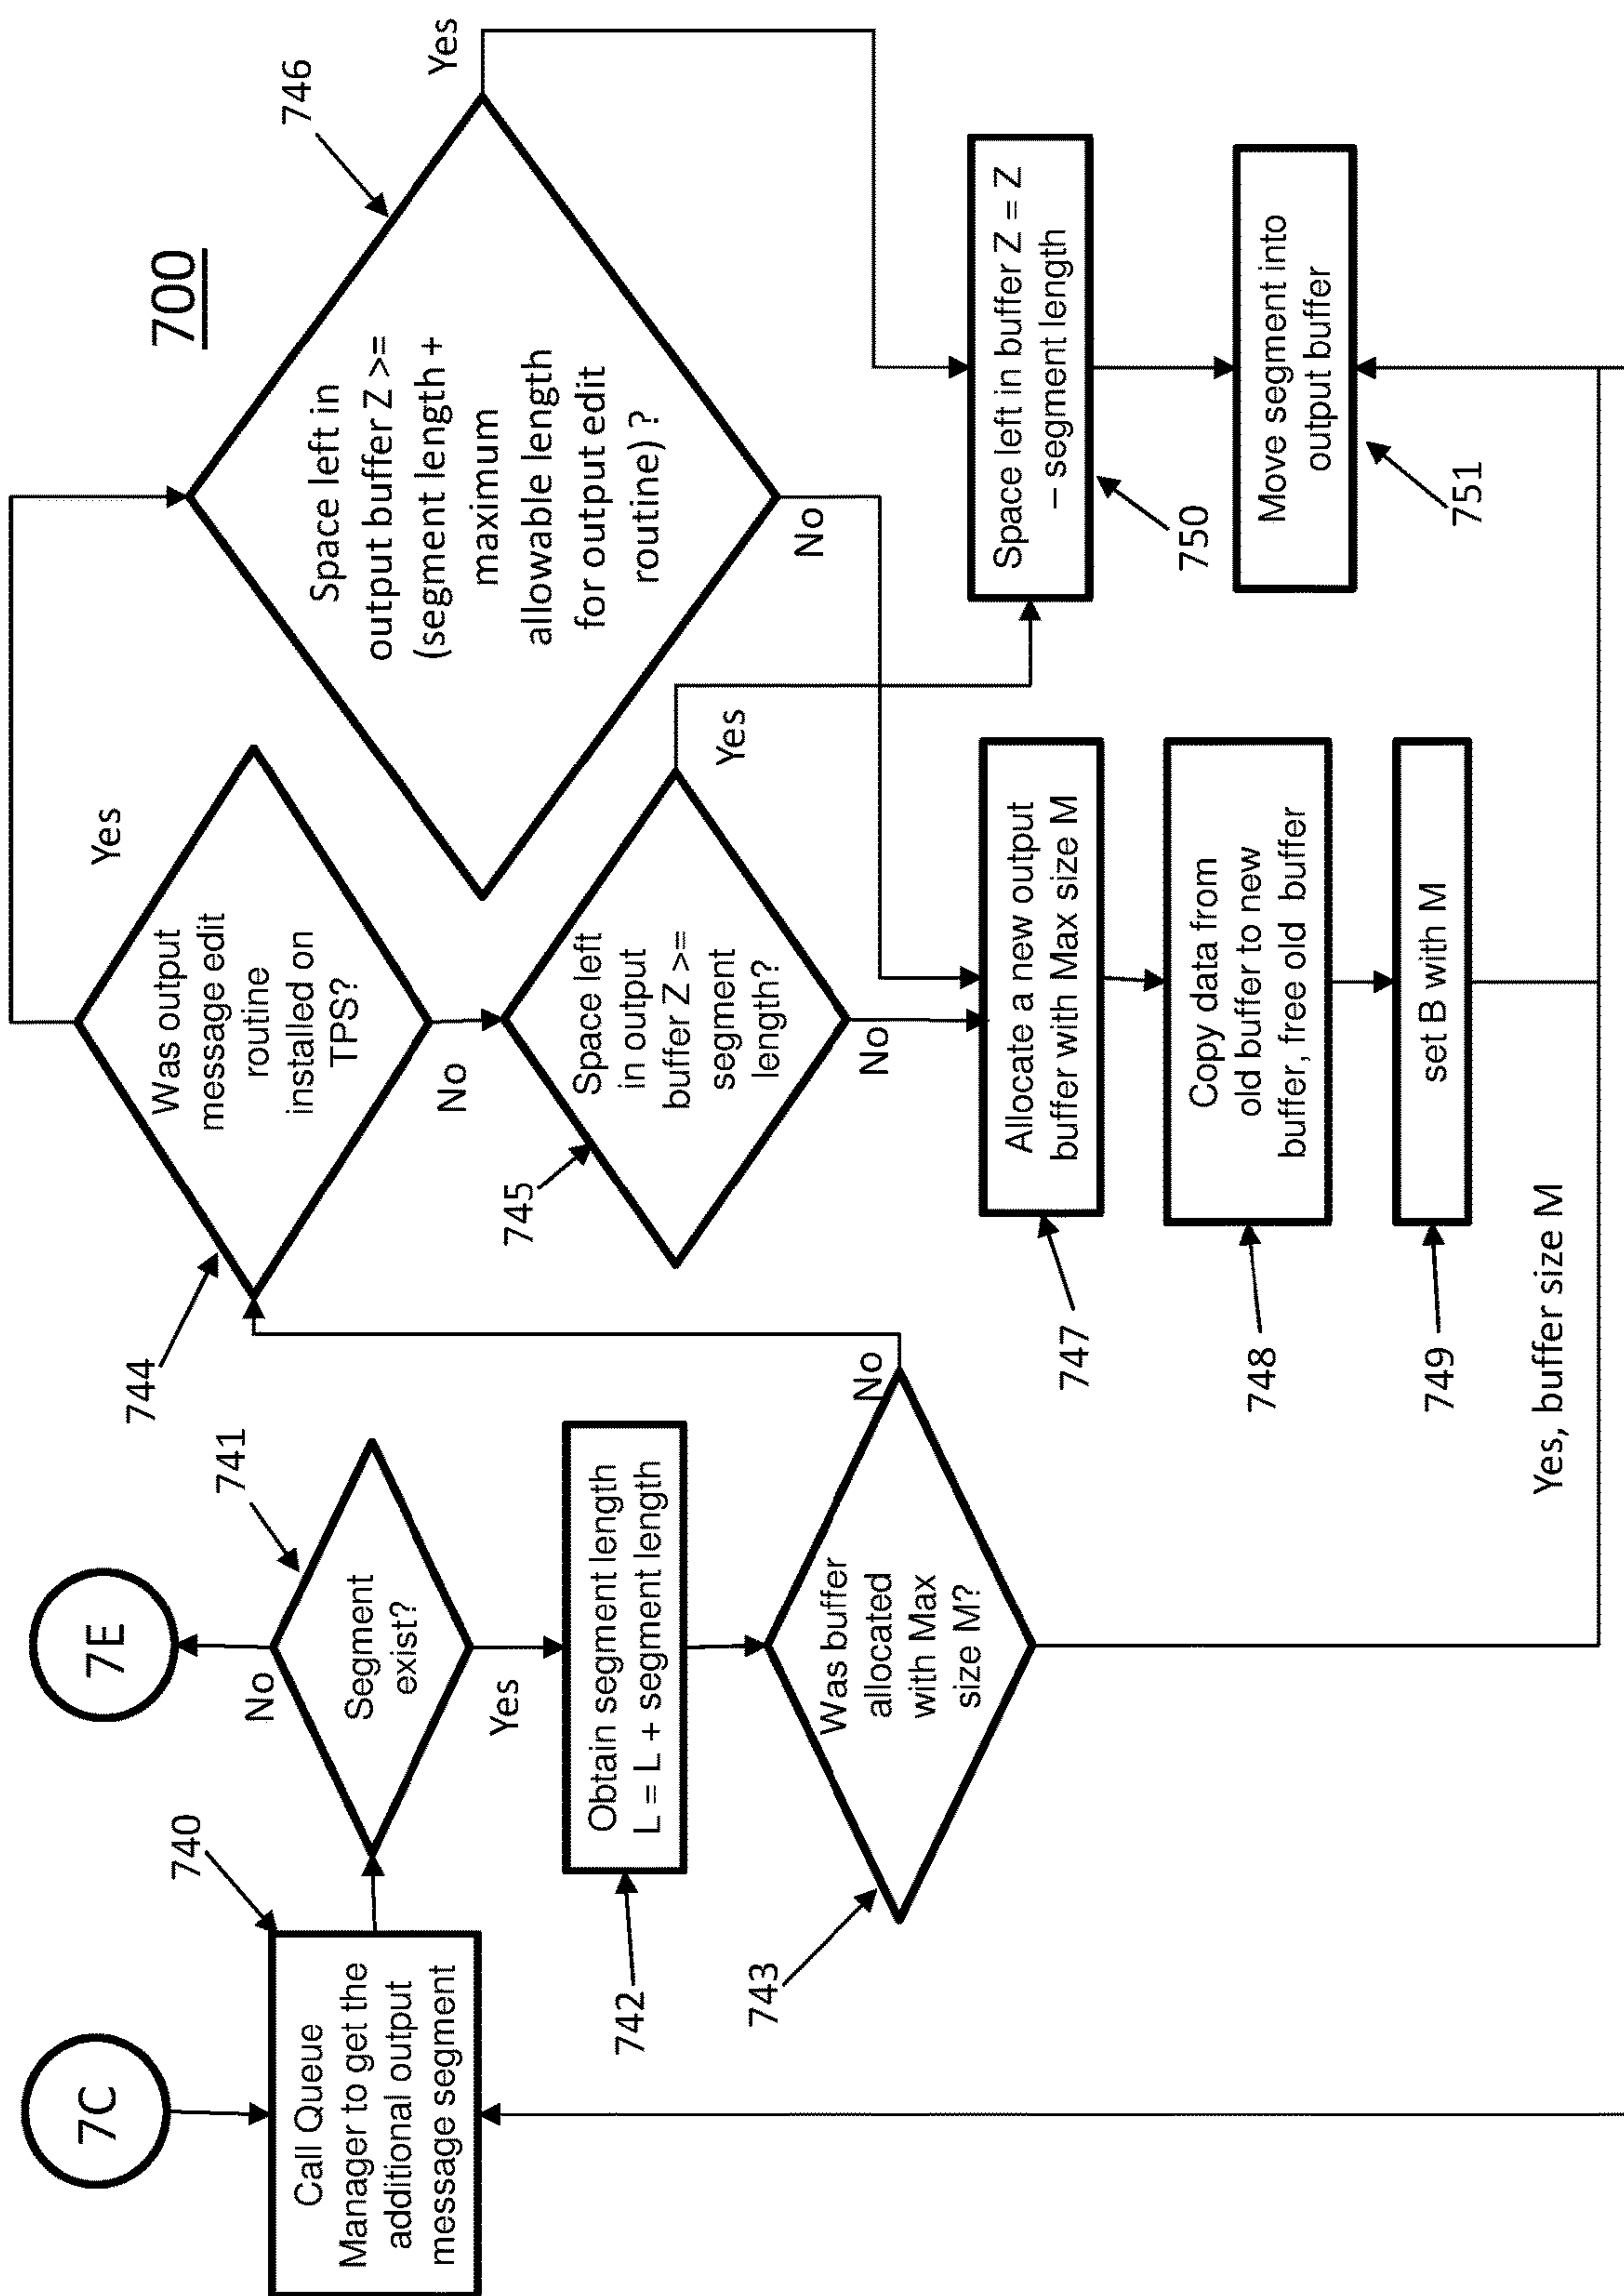 700
7C
740
Call Queue
Manager to get the
additional output
message segment
7E
No
741
Segment
exist?
Yes
742
Obtain segment length
L = L + segment length
743
Was buffer
allocated
with Max
size M?
No
Yes, buffer size M
744
Was output
message edit
routine
installed on
TPS?
Yes
No
745
Space left
in output
buffer Z >=
segment
length?
Yes
No
746
Space left in
output buffer Z >=
(segment length +
maximum
allowable length
for output edit
routine) ?
Yes
No
747
Allocate a new output
buffer with Max size M
748
Copy data from
old buffer to new
buffer, free old buffer
749
set B with M
750
Space left in buffer Z = Z
– segment length
751
Move segment into
output buffer